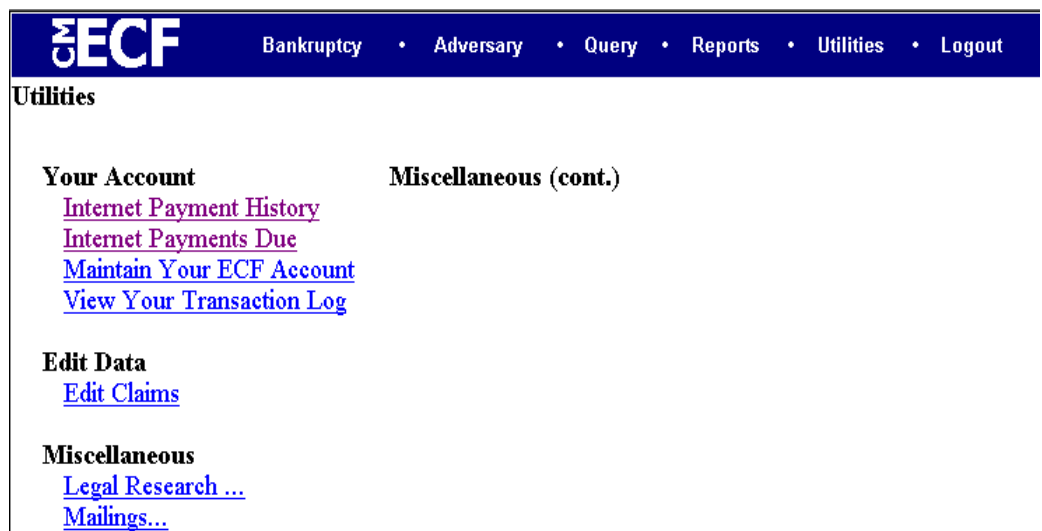 CM ECF Bankruptcy • Adversary • Query • Reports • Utilities • Logout
Utilities
Your Account
Internet Payment History
Internet Payments Due
Maintain Your ECF Account
View Your Transaction Log
Edit Data
Edit Claims
Miscellaneous
Legal Research ...
Mailings...
Miscellaneous (cont.)